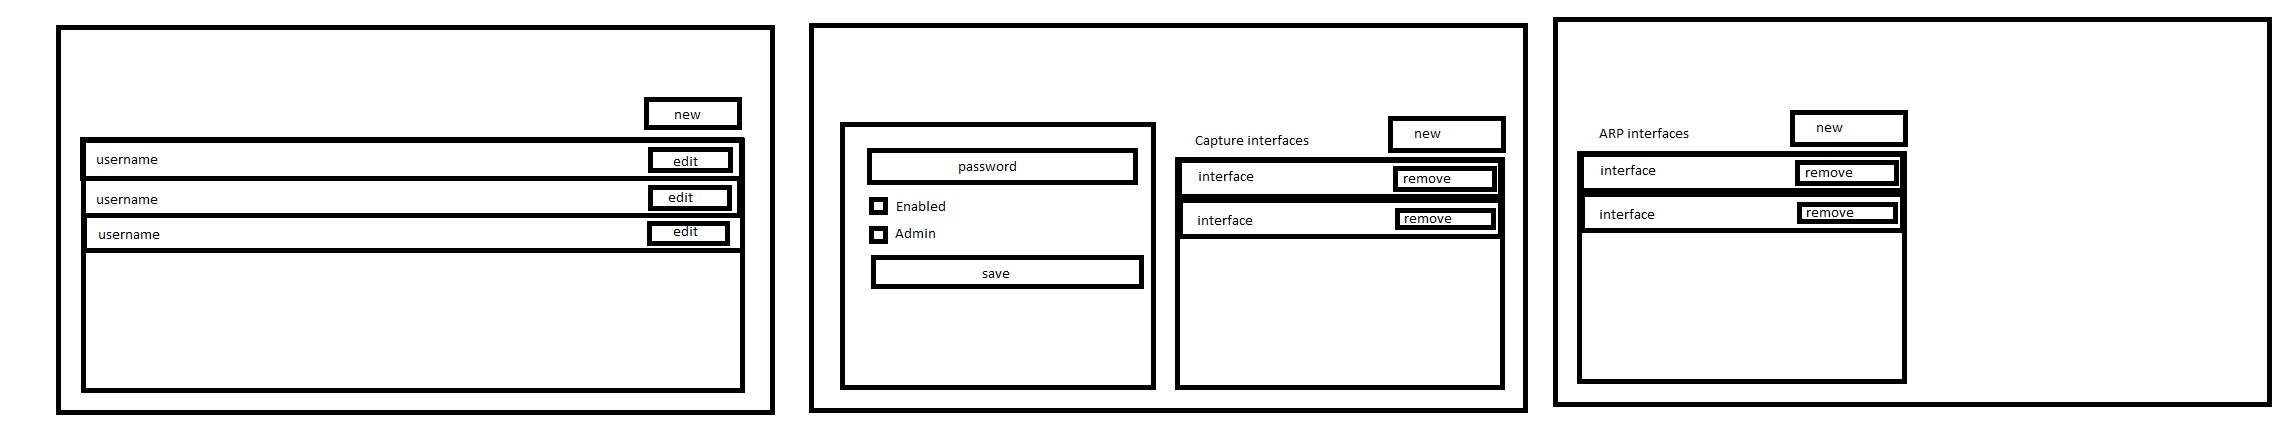 new
username
edit
username
edit
username
edit
password
Enabled
Admin
save
Capture interfaces
new
interface
remove
interface
remove
ARP interfaces
new
interface
remove
interface
remove